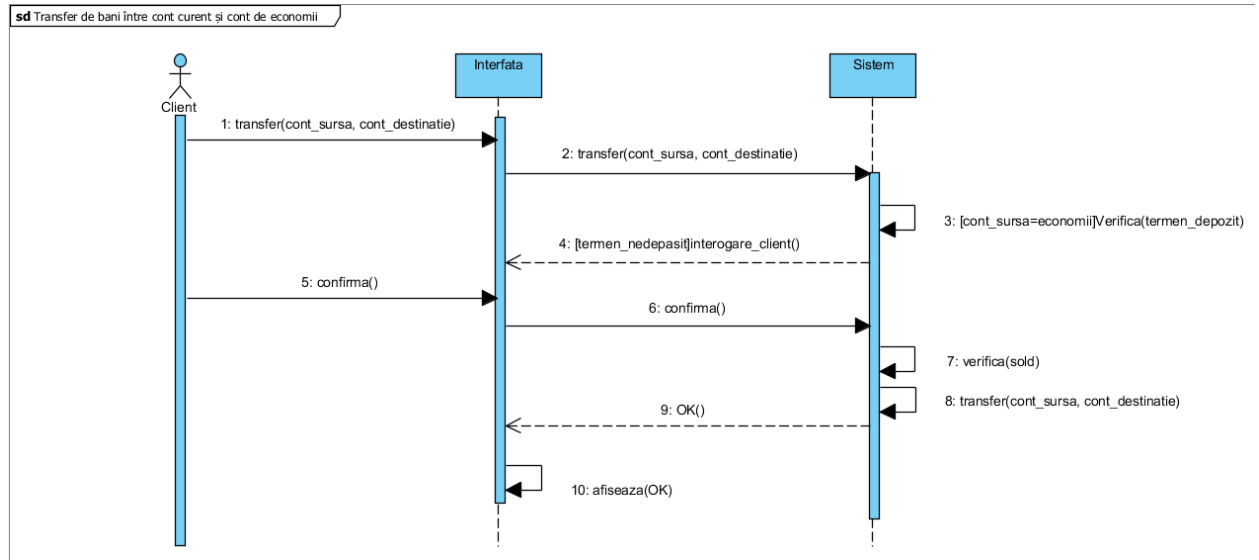 sd Transfer de bani între cont curent și cont de economii
Interfata
Sistem
Client
1: transfer(cont_sursa, cont_destinatie)
2: transfer(cont_sursa, cont_destinatie)
3: [cont_sursa=economii]Verifica(termen_depozit)
4: [termen_nedepasit]interogare_client()
5: confirma()
6: confirma()
7: verifica(sold)
8: transfer(cont_sursa, cont_destinatie)
9: OK()
10: afiseaza(OK)